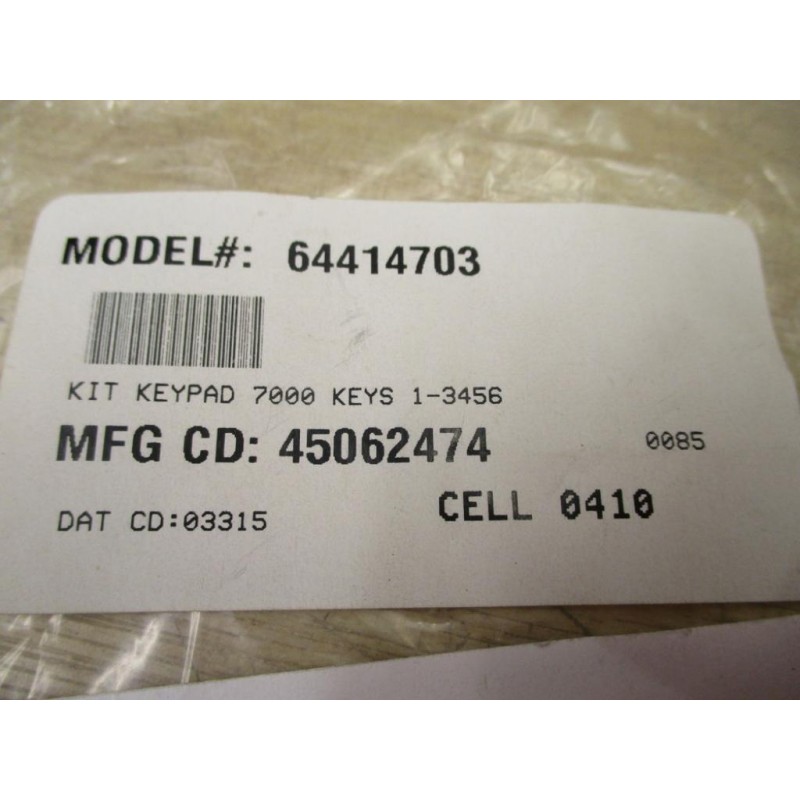 MODEL#: 64414703
KIT KEYPAD 7000 KEYS 1-3456
MFG CD: 45062474 0085
DAT CD:03315 CELL 0410